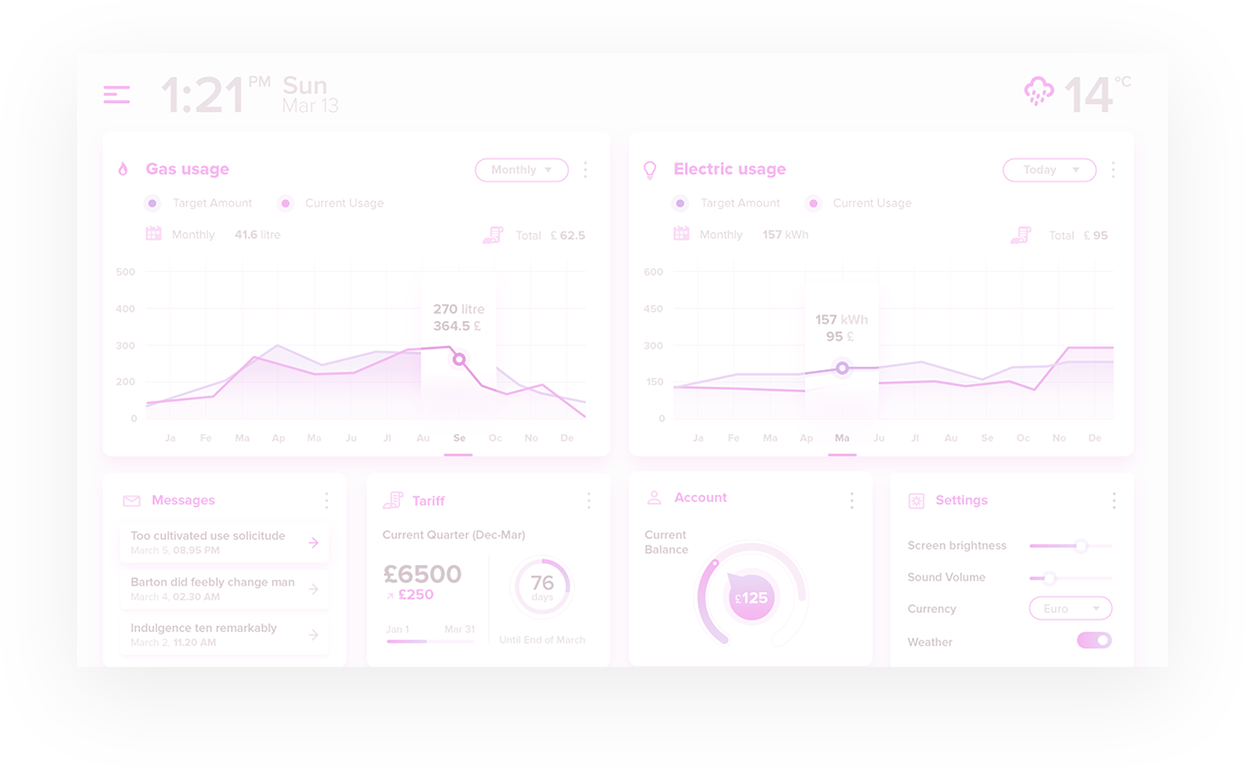 1:21 PM Sun
Mar 13
14 °C
Gas usage
Monthly
Target Amount Current Usage
Monthly 41.6 litre Total £ 62.5
500
400
300
200
0
270 litre
364.5 £
Ja Fe Ma Ap Ma Ju Jl Au Se Oc No De
Electric usage
Today
Target Amount Current Usage
Monthly 157 kWh Total £ 95
600
450
300
150
0
157 kWh
95 £
Ja Fe Ma Ap Ma Ju Jl Au Se Oc No De
Messages
Too cultivated use solicitude
March 5, 08.95 PM
Barton did feebly change man
March 4, 02.30 AM
Indulgence ten remarkably
March 2, 11.20 AM
Tariff
Current Quarter (Dec-Mar)
£6500
£250
Jan 1 Mar 31
76
days
Until End of March
Account
Current
Balance
£125
Settings
Screen brightness
Sound Volume
Currency Euro
Weather